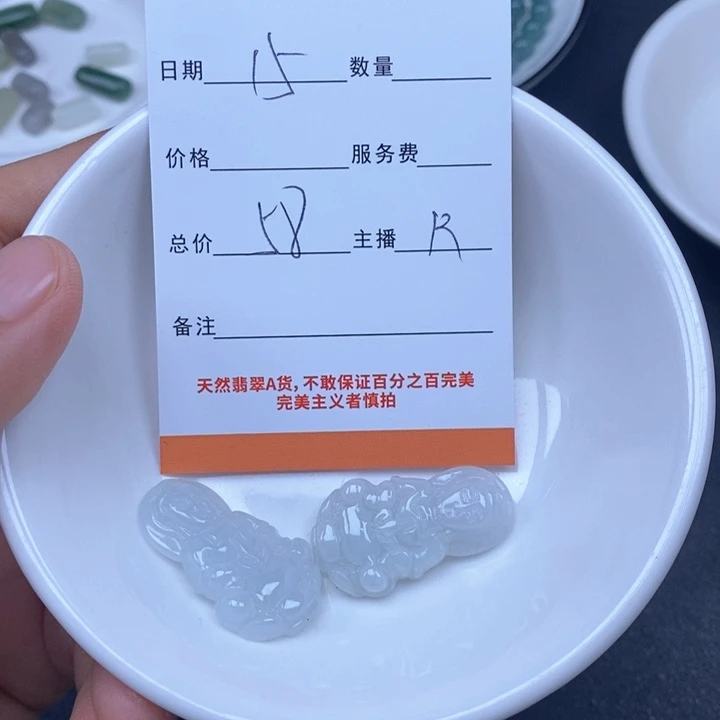 日期 15 数量
价格 服务费
总价 58 主播 R
备注
天然翡翠A货,不敢保证百分之百完美
完美主义者慎拍